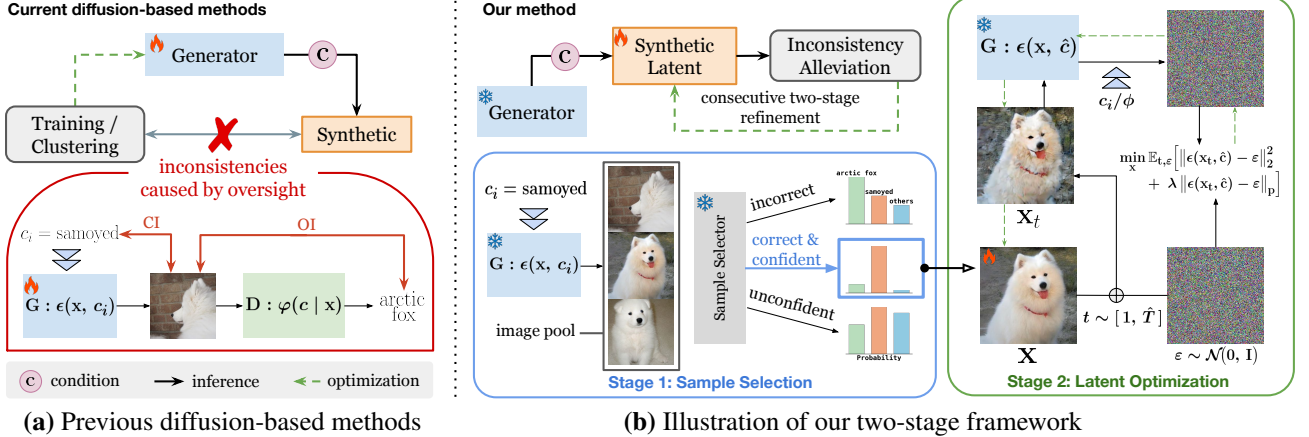 Current diffusion-based methods
Generator
C
Training /
Clustering
Synthetic
inconsistencies
caused by oversight
c_i = samoyed
CI
OI
G : ϵ(x, c_i)
D : φ(c | x)
arctic
fox
C condition
inference
optimization
(a) Previous diffusion-based methods
Our method
Generator
C
Synthetic
Latent
Inconsistency
Alleviation
consecutive two-stage
refinement
c_i = samoyed
G : ϵ(x, c_i)
image pool
Sample Selector
incorrect
correct &
confident
unconfident
arctic fox
samoyed
others
Probability
Stage 1: Sample Selection
G : ϵ(x, ĉ)
c_i/ϕ
X_t
min_x 𝔼_{t,ε}[‖ϵ(x_t, ĉ) − ε‖_2^2
+ λ ‖ϵ(x_t, ĉ) − ε‖_p]
X
t ∼ [1, T̂]
ε ∼ 𝒩(0, I)
Stage 2: Latent Optimization
(b) Illustration of our two-stage framework